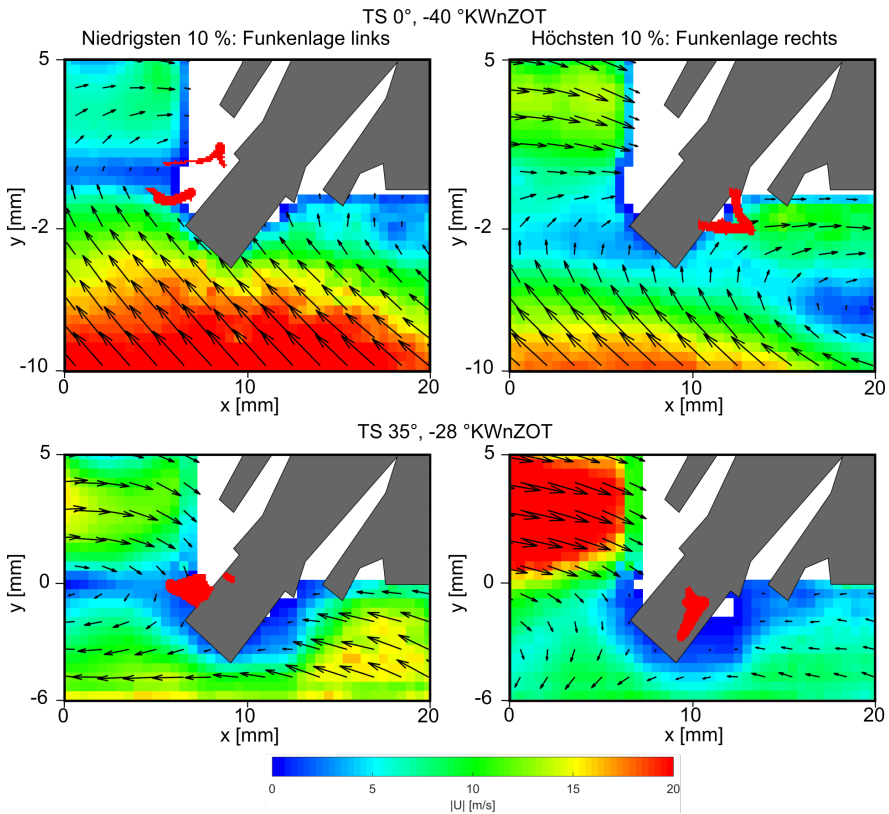 TS 0°, -40 °KWnZOT
Niedrigsten 10 %: Funkenlage links
Höchsten 10 %: Funkenlage rechts
5
-2
-10
y [mm]
0
10
20
x [mm]
5
-2
-10
y [mm]
0
10
20
x [mm]
TS 35°, -28 °KWnZOT
5
0
-6
y [mm]
0
10
20
x [mm]
5
0
-6
y [mm]
0
10
20
x [mm]
0
5
10
15
20
|U| [m/s]